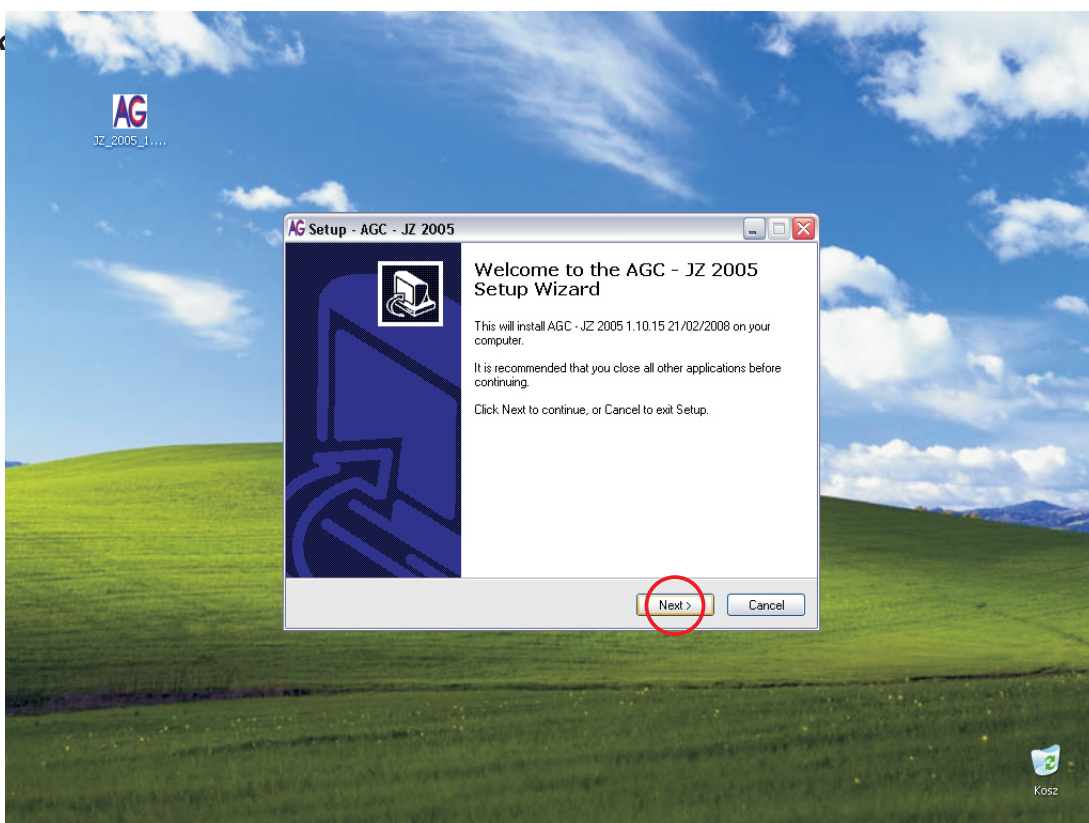 AG
JZ_2005_1....
AG Setup - AGC - JZ 2005
Welcome to the AGC - JZ 2005
Setup Wizard
This will install AGC - JZ 2005 1.10.15 21/02/2008 on your
computer.
It is recommended that you close all other applications before
continuing.
Click Next to continue, or Cancel to exit Setup.
Next >
Cancel
Kosz